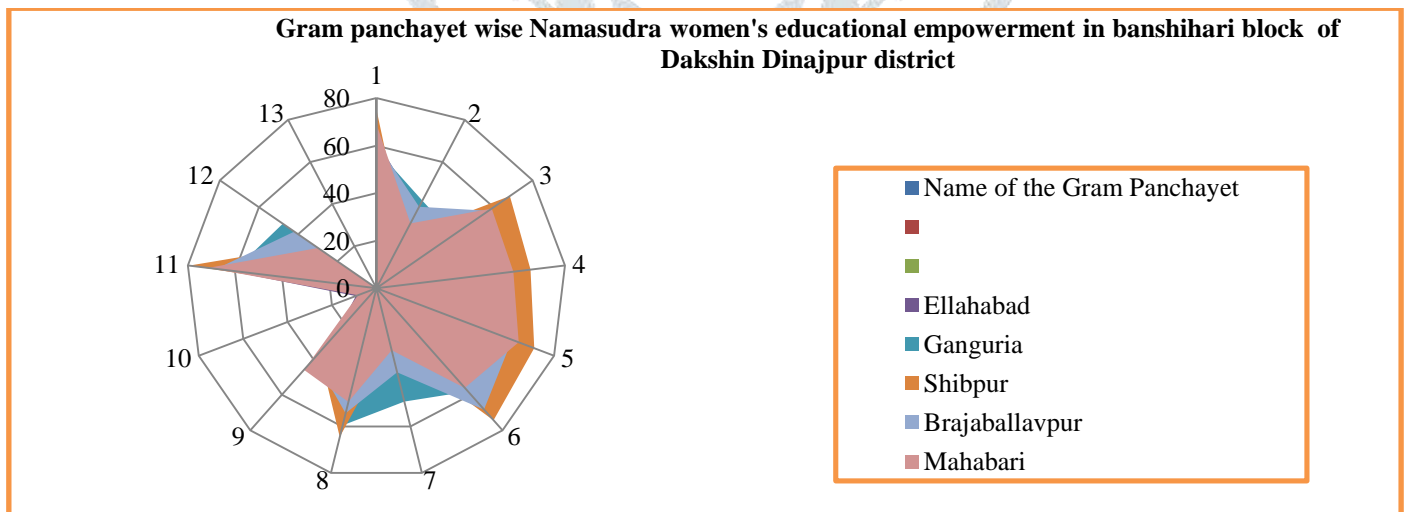 Gram panchayet wise Namasudra women's educational empowerment in banshihari block of
Dakshin Dinajpur district
1
2
3
4
5
6
7
8
9
10
11
12
13
80
60
40
20
0
Name of the Gram Panchayet
Ellahabad
Ganguria
Shibpur
Brajaballavpur
Mahabari